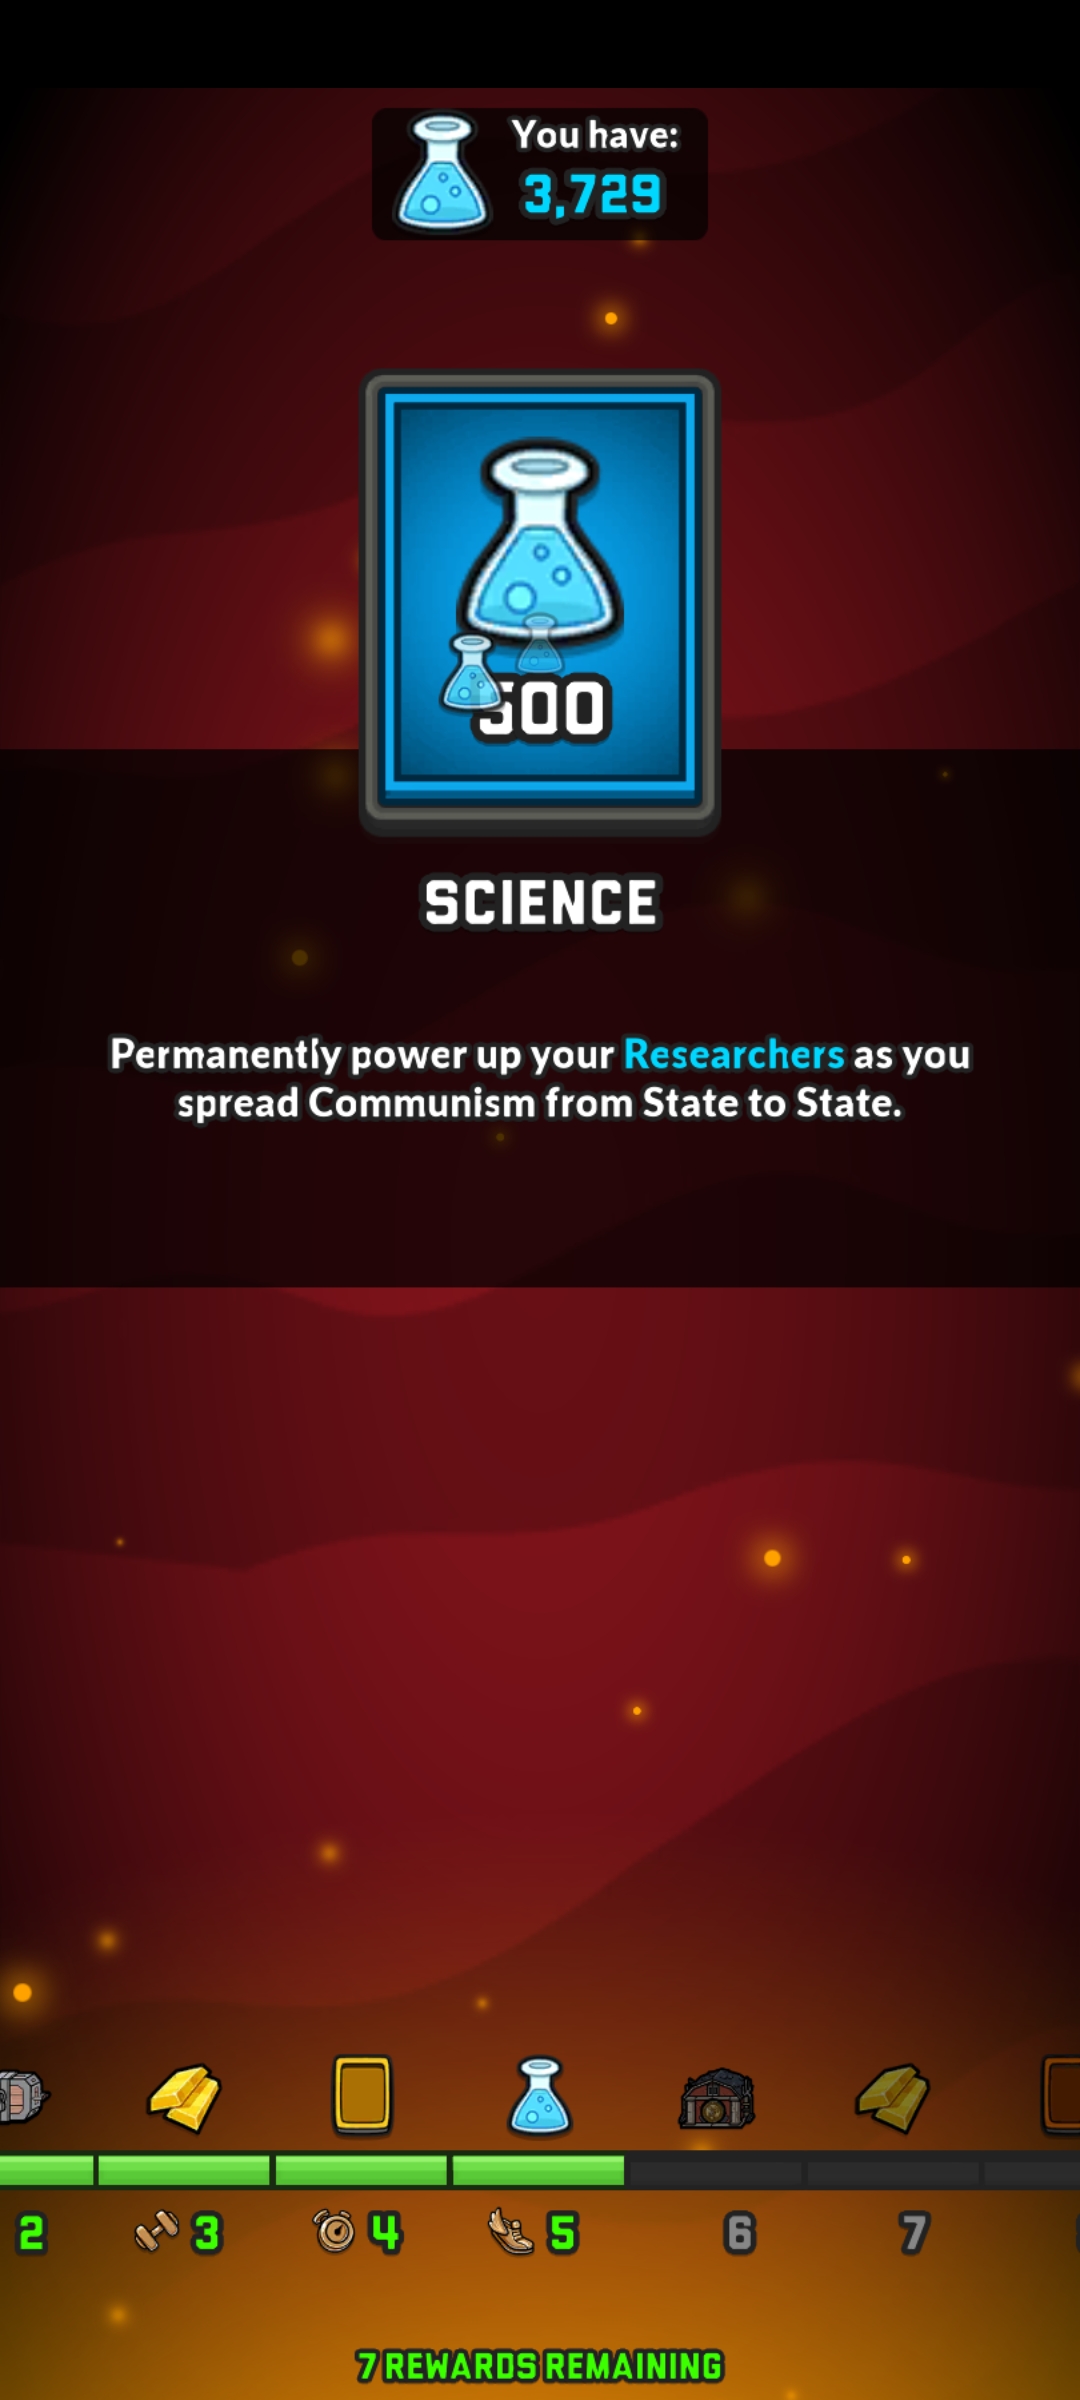 You have:
3,729
500
SCIENCE
Permanently power up your Researchers as you
spread Communism from State to State.
2 3 4 5 6 7
7 REWARDS REMAINING